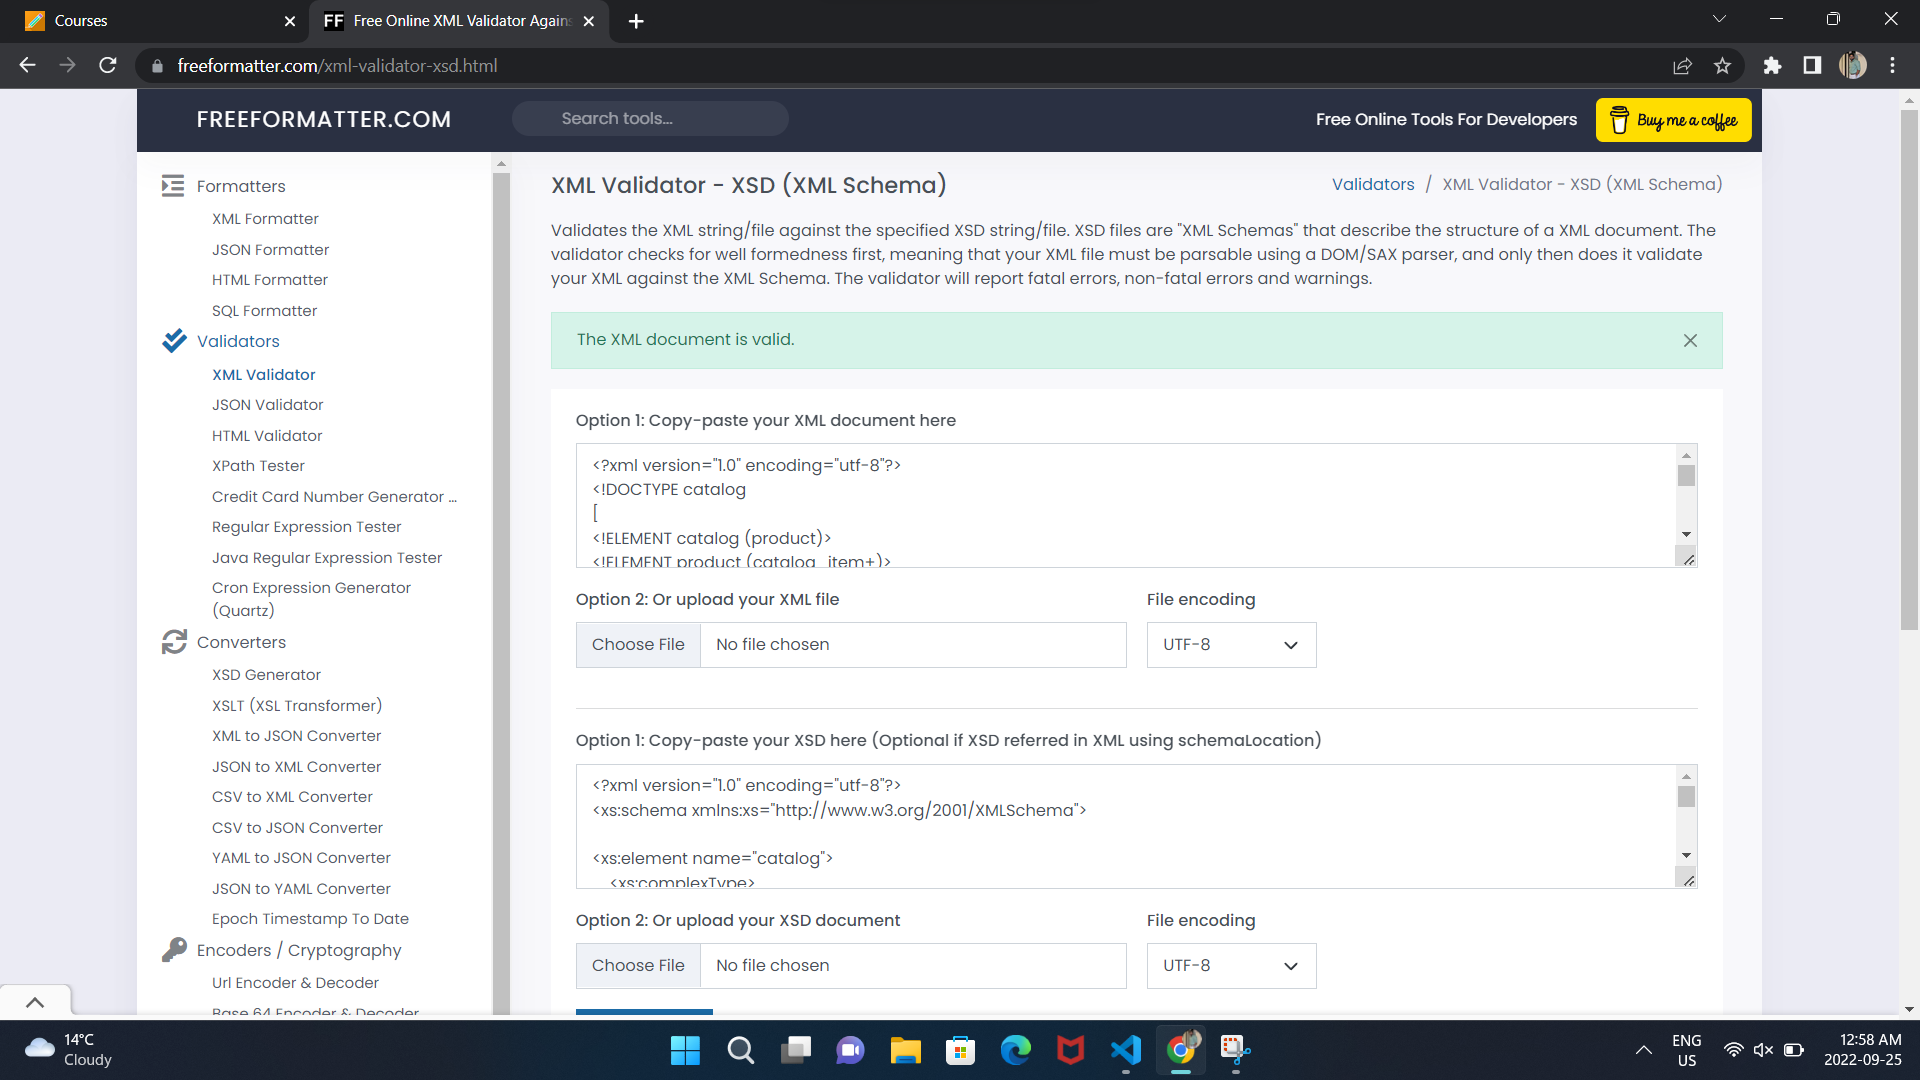 Courses
FF Free Online XML Validator Agains
freeformatter.com/xml-validator-xsd.html
FREEFORMATTER.COM
Search tools...
Free Online Tools For Developers
Buy me a coffee
Formatters
XML Formatter
JSON Formatter
HTML Formatter
SQL Formatter
Validators
XML Validator
JSON Validator
HTML Validator
XPath Tester
Credit Card Number Generator ...
Regular Expression Tester
Java Regular Expression Tester
Cron Expression Generator
(Quartz)
Converters
XSD Generator
XSLT (XSL Transformer)
XML to JSON Converter
JSON to XML Converter
CSV to XML Converter
CSV to JSON Converter
YAML to JSON Converter
JSON to YAML Converter
Epoch Timestamp To Date
Encoders / Cryptography
Url Encoder & Decoder
Base 64 Encoder & Decoder
XML Validator - XSD (XML Schema)
Validators / XML Validator - XSD (XML Schema)
Validates the XML string/file against the specified XSD string/file. XSD files are "XML Schemas" that describe the structure of a XML document. The
validator checks for well formedness first, meaning that your XML file must be parsable using a DOM/SAX parser, and only then does it validate
your XML against the XML Schema. The validator will report fatal errors, non-fatal errors and warnings.
The XML document is valid.
Option 1: Copy-paste your XML document here
<?xml version="1.0" encoding="utf-8"?>
<!DOCTYPE catalog
[
<!ELEMENT catalog (product)>
<!ELEMENT product (catalog_item+)>
Option 2: Or upload your XML file
File encoding
Choose File No file chosen
UTF-8
Option 1: Copy-paste your XSD here (Optional if XSD referred in XML using schemaLocation)
<?xml version="1.0" encoding="utf-8"?>
<xs:schema xmlns:xs="http://www.w3.org/2001/XMLSchema">
<xs:element name="catalog">
<xs:complexType>
Option 2: Or upload your XSD document
File encoding
Choose File No file chosen
UTF-8
14°C
Cloudy
ENG
US
12:58 AM
2022-09-25